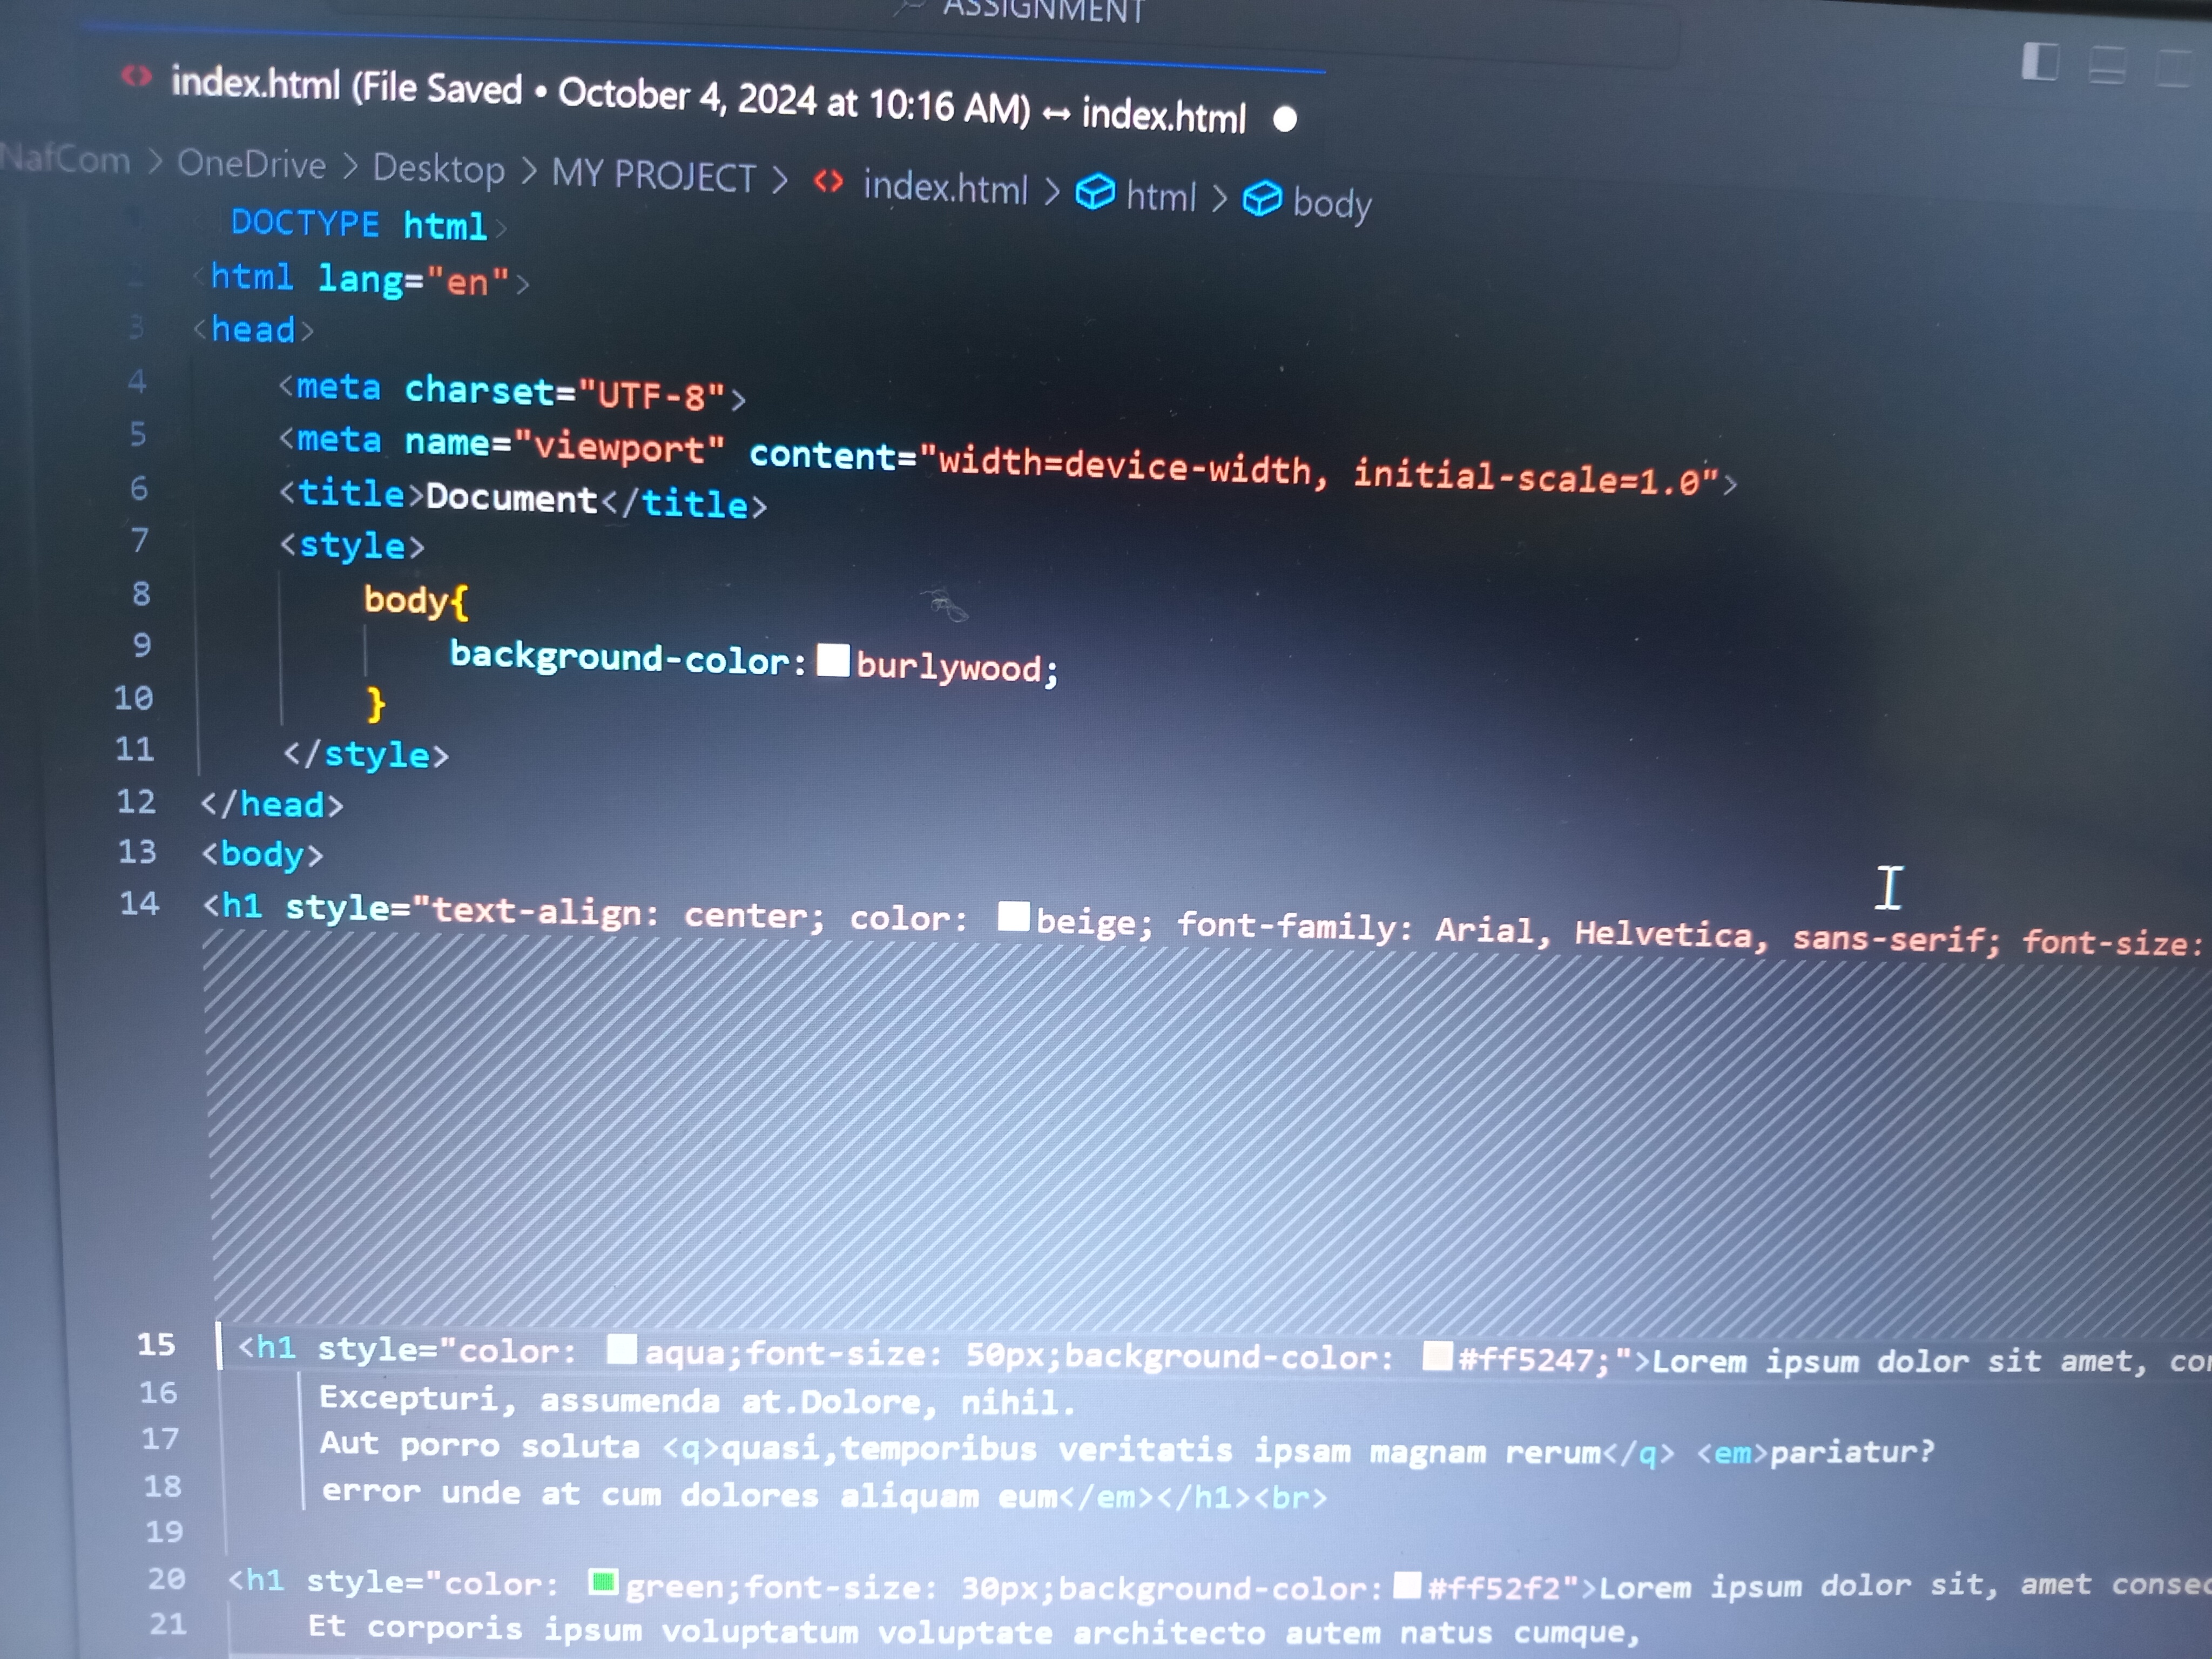 ASSIGNMENT
index.html (File Saved • October 4, 2024 at 10:16 AM) ↔ index.html ●
NafCom > OneDrive > Desktop > MY PROJECT > <> index.html > html > body
DOCTYPE html>
<html lang="en">
3 <head>
4 <meta charset="UTF-8">
5 <meta name="viewport" content="width=device-width, initial-scale=1.0">
6 <title>Document</title>
7 <style>
8 body{
9 background-color: burlywood;
10 }
11 </style>
12 </head>
13 <body>
14 <h1 style="text-align: center; color: beige; font-family: Arial, Helvetica, sans-serif; font-size:
15 <h1 style="color: aqua;font-size: 50px;background-color: #ff5247;">Lorem ipsum dolor sit amet,
16 Excepturi, assumenda at.Dolore, nihil.
17 Aut porro soluta <q>quasi,temporibus veritatis ipsam magnam rerum</q> <em>pariatur?
18 error unde at cum dolores aliquam eum</em></h1><br>
19
20 <h1 style="color: green;font-size: 30px;background-color: #ff52f2">Lorem ipsum dolor sit, amet
21 Et corporis ipsum voluptatum voluptate architecto autem natus cumque,